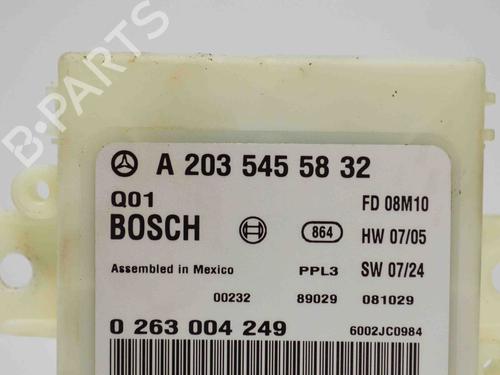 B-PARTS
A 203 545 58 32
Q01
FD 08M10
BOSCH
864
HW 07/05
Assembled in Mexico
PPL3
SW 07/24
00232
89029
081029
0 263 004 249
6002JC0984